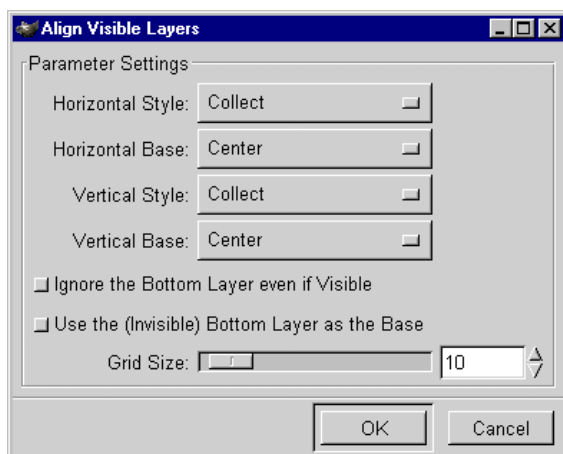 Align Visible Layers
Parameter Settings
Horizontal Style: Collect
Horizontal Base: Center
Vertical Style: Collect
Vertical Base: Center
Ignore the Bottom Layer even if Visible
Use the (Invisible) Bottom Layer as the Base
Grid Size: 10
OK Cancel